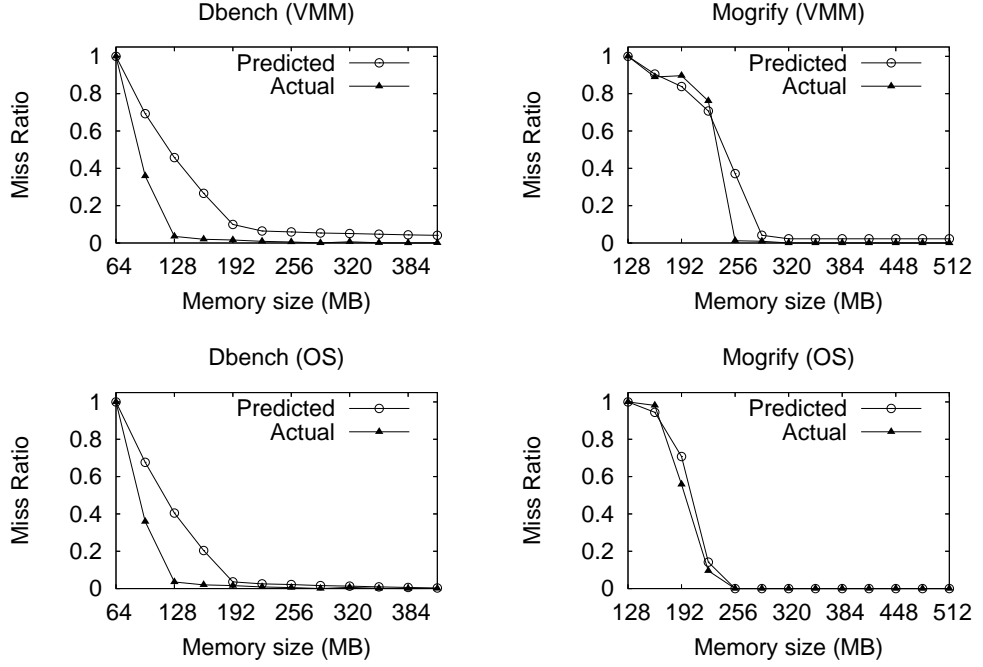 Dbench (VMM)
Predicted
Actual
Miss Ratio
1
0.8
0.6
0.4
0.2
0
64 128 192 256 320 384
Memory size (MB)
Mogrify (VMM)
Predicted
Actual
Miss Ratio
1
0.8
0.6
0.4
0.2
0
128 192 256 320 384 448 512
Memory size (MB)
Dbench (OS)
Predicted
Actual
Miss Ratio
1
0.8
0.6
0.4
0.2
0
64 128 192 256 320 384
Memory size (MB)
Mogrify (OS)
Predicted
Actual
Miss Ratio
1
0.8
0.6
0.4
0.2
0
128 192 256 320 384 448 512
Memory size (MB)